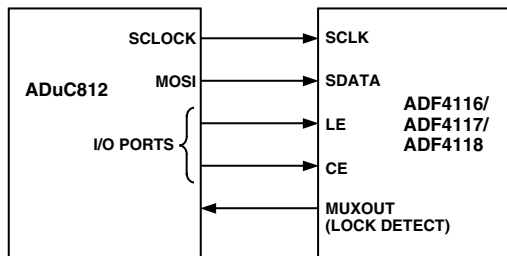 SCLOCK
SCLK
MOSI
SDATA
ADuC812
ADF4116/
ADF4117/
ADF4118
LE
I/O PORTS
CE
MUXOUT
(LOCK DETECT)